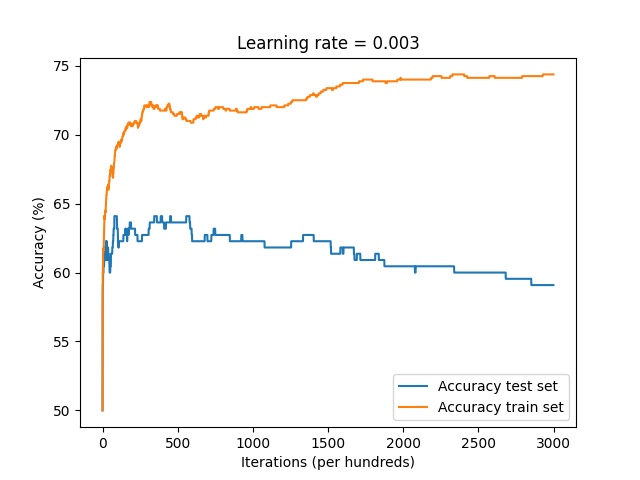 Learning rate = 0.003
75
70
65
60
55
50
Accuracy (%)
Accuracy test set
Accuracy train set
0 500 1000 1500 2000 2500 3000
Iterations (per hundreds)